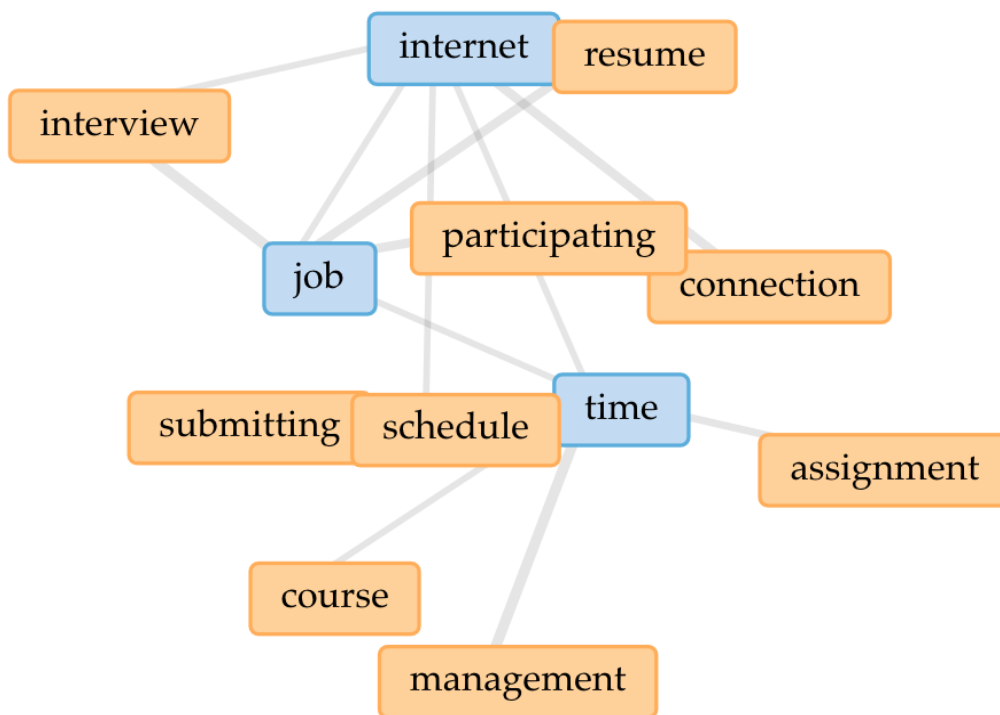 internet
resume
interview
participating
job
connection
time
submitting
schedule
assignment
course
management